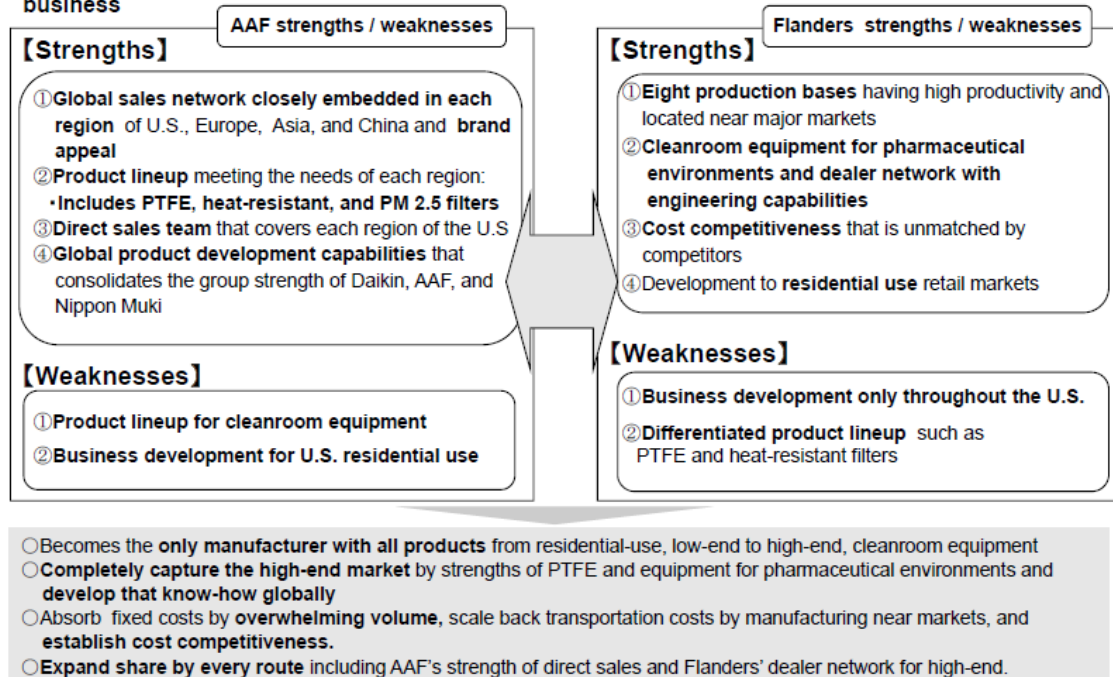 business
AAF strengths / weaknesses
【Strengths】
①Global sales network closely embedded in each
region of U.S., Europe, Asia, and China and brand
appeal
②Product lineup meeting the needs of each region:
・Includes PTFE, heat-resistant, and PM 2.5 filters
③Direct sales team that covers each region of the U.S
④Global product development capabilities that
consolidates the group strength of Daikin, AAF, and
Nippon Muki
【Weaknesses】
①Product lineup for cleanroom equipment
②Business development for U.S. residential use
Flanders strengths / weaknesses
【Strengths】
①Eight production bases having high productivity and
located near major markets
②Cleanroom equipment for pharmaceutical
environments and dealer network with
engineering capabilities
③Cost competitiveness that is unmatched by
competitors
④Development to residential use retail markets
【Weaknesses】
①Business development only throughout the U.S.
②Differentiated product lineup such as
PTFE and heat-resistant filters
○Becomes the only manufacturer with all products from residential-use, low-end to high-end, cleanroom equipment
○Completely capture the high-end market by strengths of PTFE and equipment for pharmaceutical environments and
develop that know-how globally
○Absorb fixed costs by overwhelming volume, scale back transportation costs by manufacturing near markets, and
establish cost competitiveness.
○Expand share by every route including AAF's strength of direct sales and Flanders' dealer network for high-end.